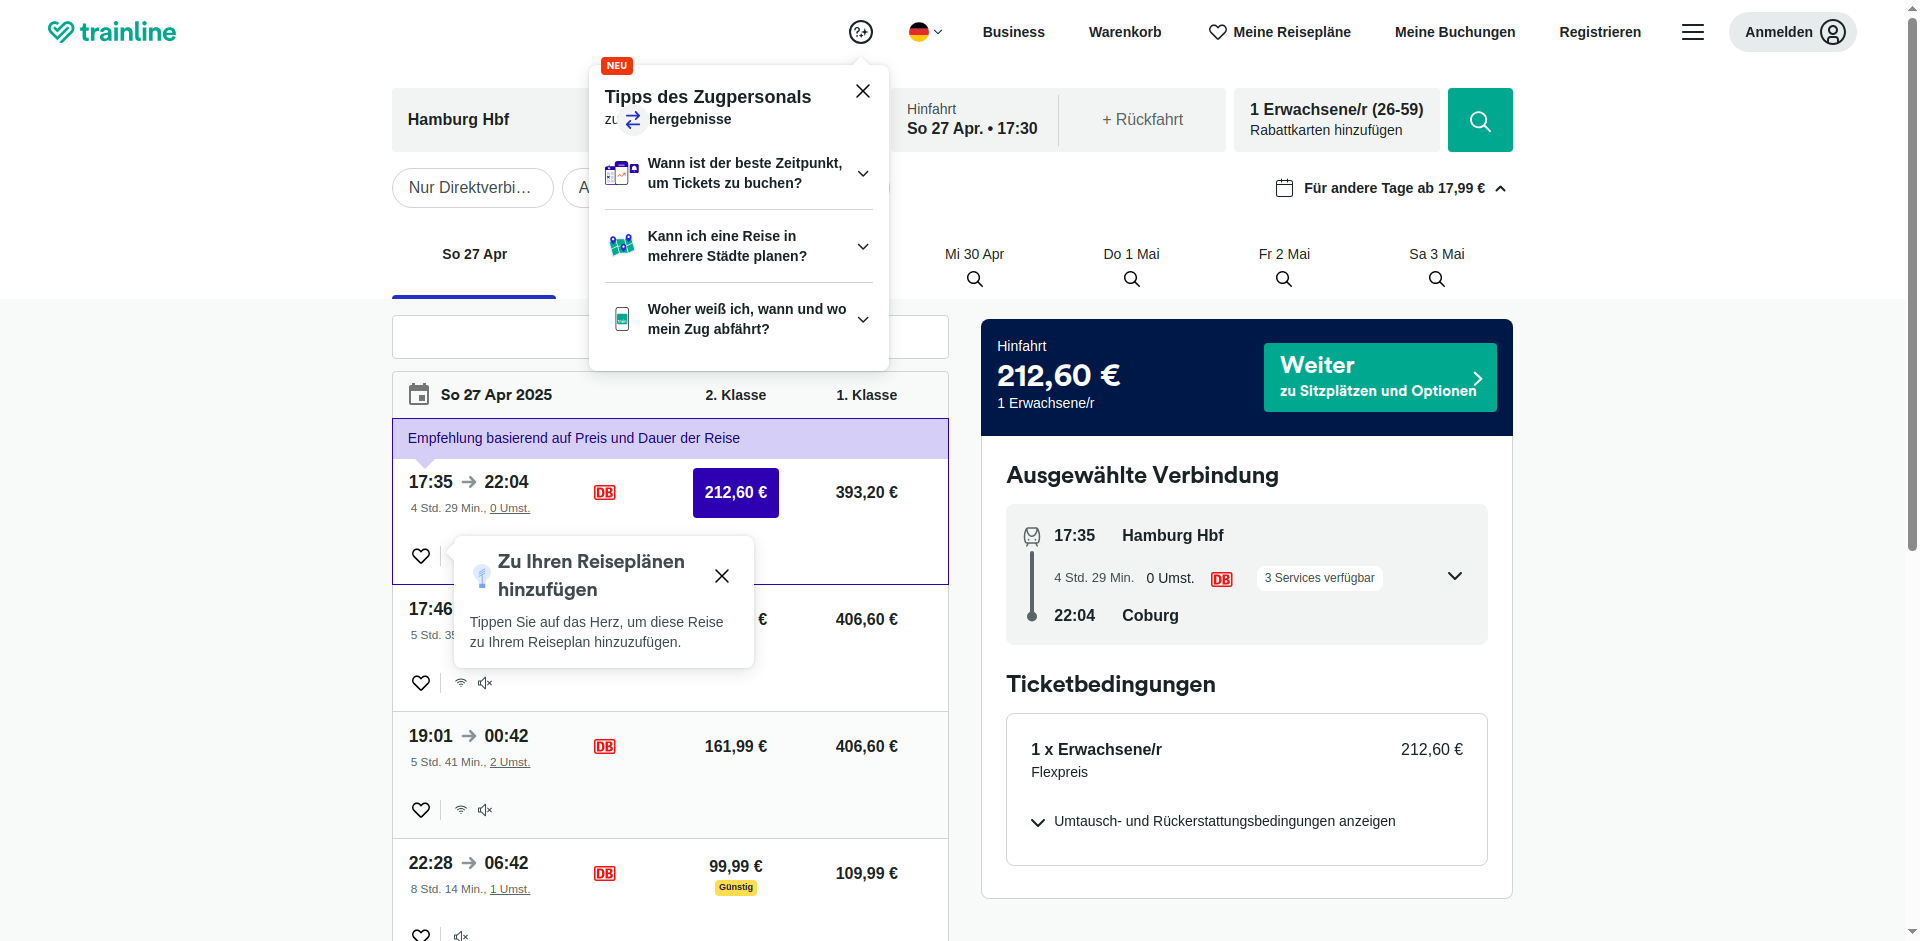 trainline
Business
Warenkorb
Meine Reisepläne
Meine Buchungen
Registrieren
Anmelden
NEU
Tipps des Zugpersonals
hergebnisse
Wann ist der beste Zeitpunkt,
um Tickets zu buchen?
Kann ich eine Reise in
mehrere Städte planen?
Woher weiß ich, wann und wo
mein Zug abfährt?
Hamburg Hbf
Hinfahrt
So 27 Apr. • 17:30
+ Rückfahrt
1 Erwachsene/r (26-59)
Rabattkarten hinzufügen
Nur Direktverbi…
Für andere Tage ab 17,99 €
So 27 Apr
Mi 30 Apr
Do 1 Mai
Fr 2 Mai
Sa 3 Mai
So 27 Apr 2025
2. Klasse
1. Klasse
Empfehlung basierend auf Preis und Dauer der Reise
17:35 → 22:04
DB
212,60 €
393,20 €
4 Std. 29 Min., 0 Umst.
Zu Ihren Reiseplänen
hinzufügen
Tippen Sie auf das Herz, um diese Reise
zu Ihrem Reiseplan hinzuzufügen.
17:46
€
406,60 €
5 Std.
19:01 → 00:42
DB
161,99 €
406,60 €
5 Std. 41 Min., 2 Umst.
22:28 → 06:42
DB
99,99 €
Günstig
109,99 €
8 Std. 14 Min., 1 Umst.
Hinfahrt
212,60 €
1 Erwachsene/r
Weiter
zu Sitzplätzen und Optionen
Ausgewählte Verbindung
17:35 Hamburg Hbf
4 Std. 29 Min. 0 Umst. DB 3 Services verfügbar
22:04 Coburg
Ticketbedingungen
1 x Erwachsene/r 212,60 €
Flexpreis
Umtausch- und Rückerstattungsbedingungen anzeigen